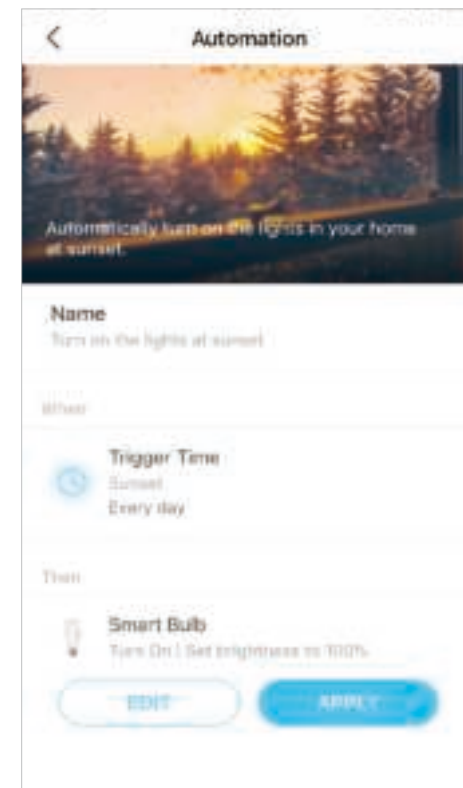 Automation
Automatically turn on the lights in your home
at sunset.
Name
Turn on the lights at sunset
When
Trigger Time
Sunset
Every day
Then
Smart Bulb
Turn On | Set brightness to 100%
EDIT
APPLY